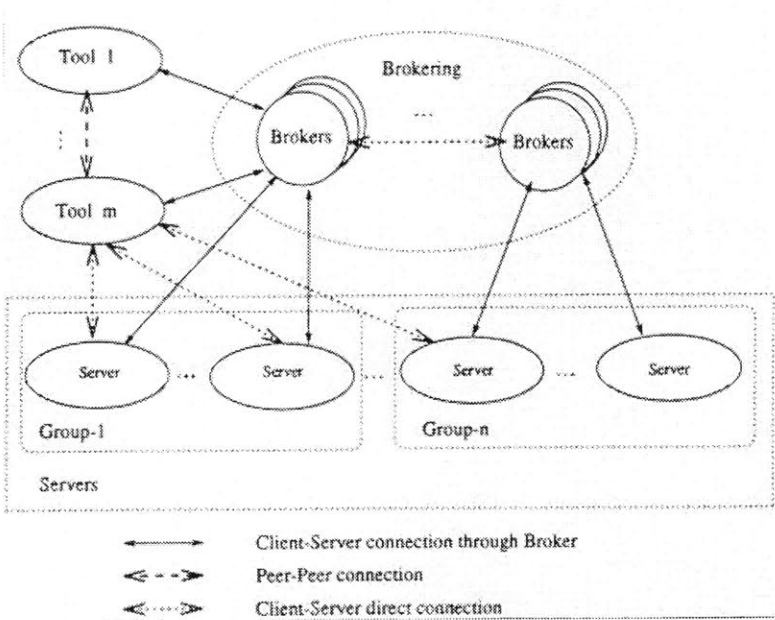 Tool 1
Brokering
...
Brokers
Brokers
...
Tool m
Server
...
Server
...
Server
...
Server
Group-1
Group-n
Servers
Client-Server connection through Broker
Peer-Peer connection
Client-Server direct connection